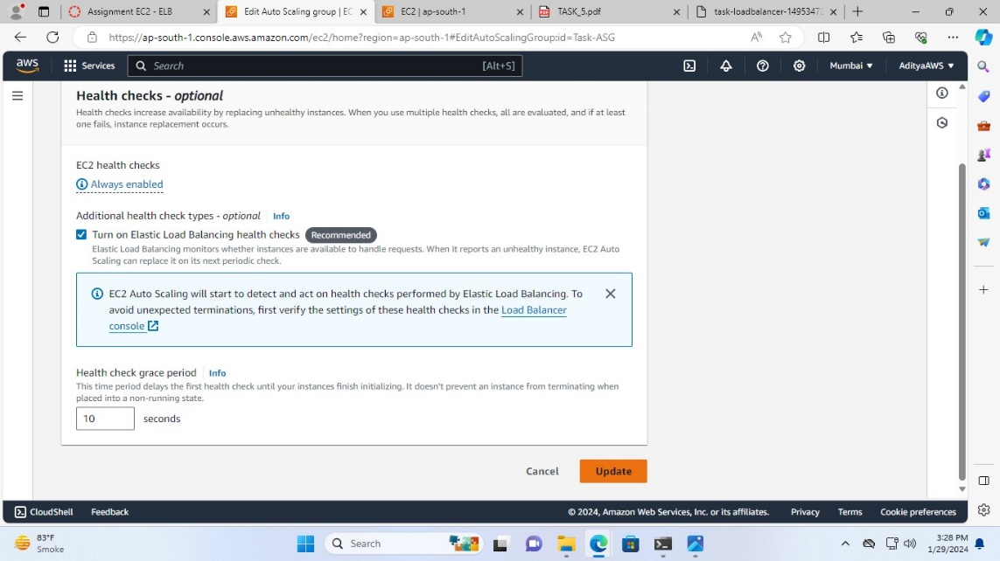 Assignment EC2 - ELB
Edit Auto Scaling group | EC
EC2 | ap-south-1
TASK_5.pdf
task-loadbalancer-14953472
https://ap-south-1.console.aws.amazon.com/ec2/home?region=ap-south-1#EditAutoScalingGroup:id=Task-ASG
aws
Services
Search
[Alt+S]
Mumbai
AdityaAWS
Health checks - optional
Health checks increase availability by replacing unhealthy instances. When you use multiple health checks, all are evaluated, and if at least
one fails, instance replacement occurs.
EC2 health checks
Always enabled
Additional health check types - optional
Info
Turn on Elastic Load Balancing health checks
Recommended
Elastic Load Balancing monitors whether instances are available to handle requests. When it reports an unhealthy instance, EC2 Auto
Scaling can replace it on its next periodic check.
EC2 Auto Scaling will start to detect and act on health checks performed by Elastic Load Balancing. To
avoid unexpected terminations, first verify the settings of these health checks in the Load Balancer
console
Health check grace period
Info
This time period delays the first health check until your instances finish initializing. It doesn't prevent an instance from terminating when
placed into a non-running state.
10
seconds
Cancel
Update
CloudShell
Feedback
© 2024, Amazon Web Services, Inc. or its affiliates.
Privacy
Terms
Cookie preferences
83°F
Smoke
Search
3:28 PM
1/29/2024